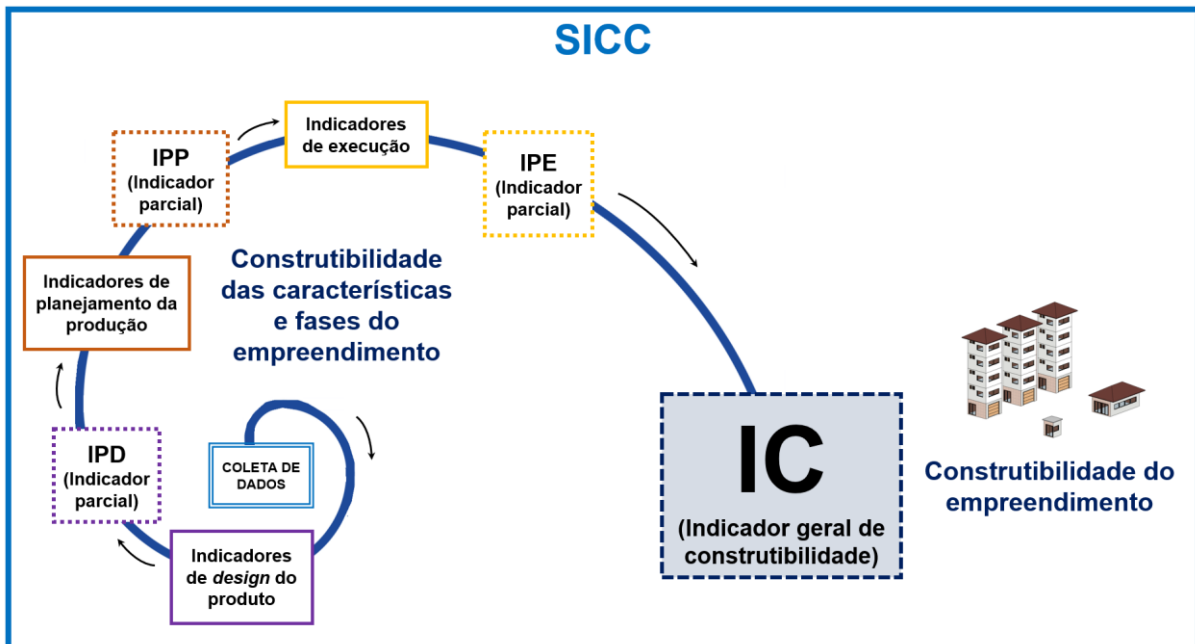 SICC
Indicadores
de execução
IPP
(Indicador
parcial)
IPE
(Indicador
parcial)
Indicadores de
planejamento da
produção
Construtibilidade
das características
e fases do
empreendimento
IPD
(Indicador
parcial)
COLETA DE
DADOS
Indicadores
de design do
produto
IC
(Indicador geral de
construtibilidade)
Construtibilidade do
empreendimento